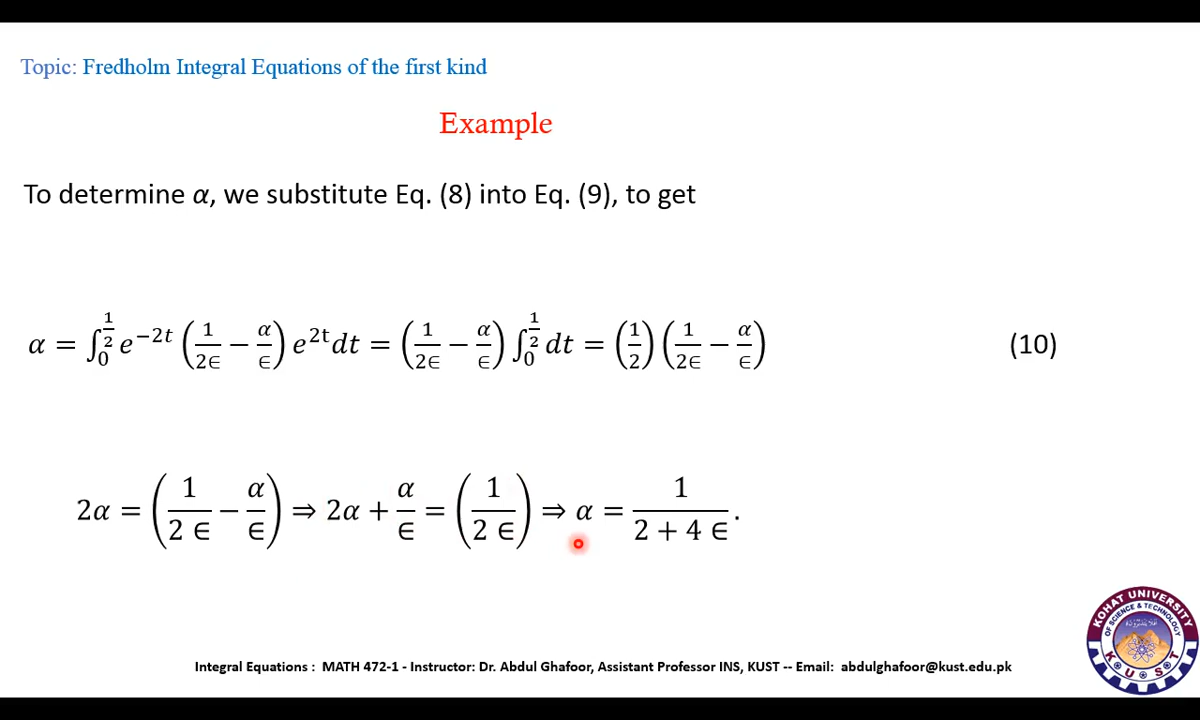 Topic: Fredholm Integral Equations of the first kind
Example
To determine α, we substitute Eq. (8) into Eq. (9), to get
α = ∫₀^{1/2} e^{−2t} (1/2∈ − α/∈) e^{2t} dt = (1/2∈ − α/∈) ∫₀^{1/2} dt = (1/2) (1/2∈ − α/∈) (10)
2α = (1/2 ∈ − α/∈) ⇒ 2α + α/∈ = (1/2 ∈) ⇒ α = 1/(2 + 4 ∈).
KOHAT UNIVERSITY
OF SCIENCE & TECHNOLOGY
K U S T
Integral Equations : MATH 472-1 - Instructor: Dr. Abdul Ghafoor, Assistant Professor INS, KUST -- Email: abdulghafoor@kust.edu.pk